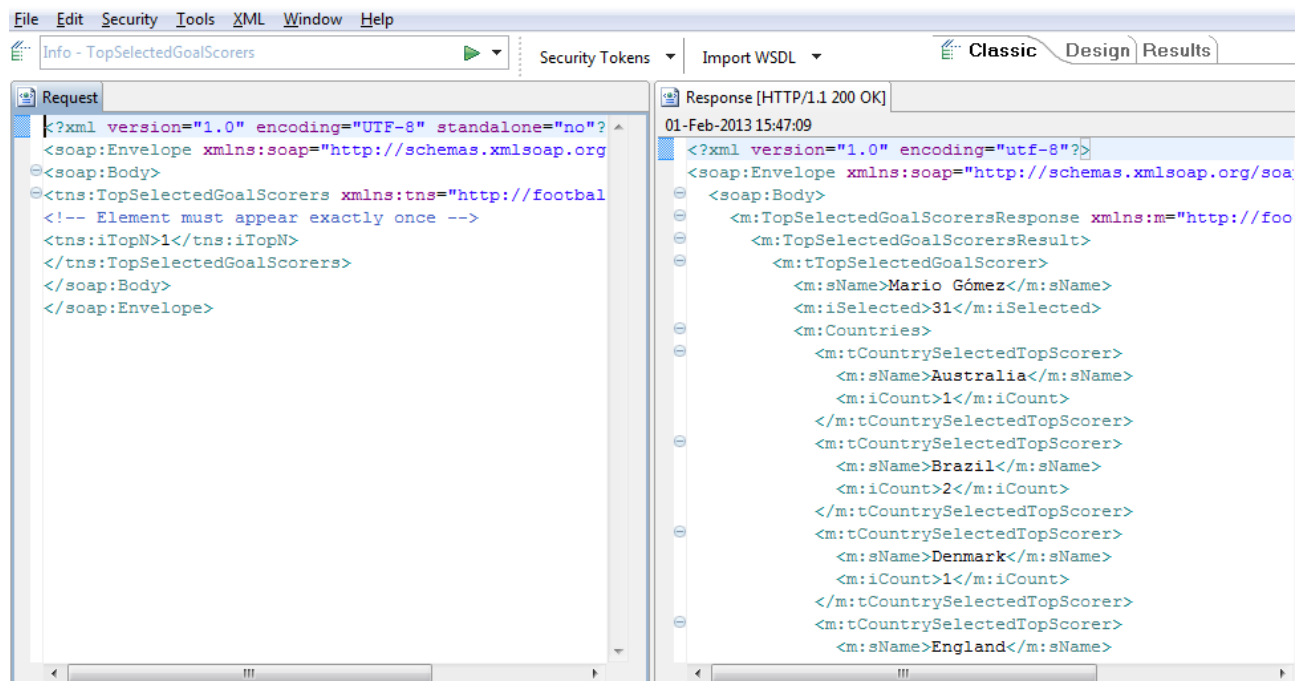 File Edit Security Tools XML Window Help
Info - TopSelectedGoalScorers Security Tokens Import WSDL Classic Design Results
Request
<?xml version="1.0" encoding="UTF-8" standalone="no"?
<soap:Envelope xmlns:soap="http://schemas.xmlsoap.org
<soap:Body>
<tns:TopSelectedGoalScorers xmlns:tns="http://footbal
<!-- Element must appear exactly once -->
<tns:iTopN>1</tns:iTopN>
</tns:TopSelectedGoalScorers>
</soap:Body>
</soap:Envelope>
Response [HTTP/1.1 200 OK]
01-Feb-2013 15:47:09
<?xml version="1.0" encoding="utf-8"?>
<soap:Envelope xmlns:soap="http://schemas.xmlsoap.org/soa
<soap:Body>
<m:TopSelectedGoalScorersResponse xmlns:m="http://foo
<m:TopSelectedGoalScorersResult>
<m:tTopSelectedGoalScorer>
<m:sName>Mario Gómez</m:sName>
<m:iSelected>31</m:iSelected>
<m:Countries>
<m:tCountrySelectedTopScorer>
<m:sName>Australia</m:sName>
<m:iCount>1</m:iCount>
</m:tCountrySelectedTopScorer>
<m:tCountrySelectedTopScorer>
<m:sName>Brazil</m:sName>
<m:iCount>2</m:iCount>
</m:tCountrySelectedTopScorer>
<m:tCountrySelectedTopScorer>
<m:sName>Denmark</m:sName>
<m:iCount>1</m:iCount>
</m:tCountrySelectedTopScorer>
<m:tCountrySelectedTopScorer>
<m:sName>England</m:sName>